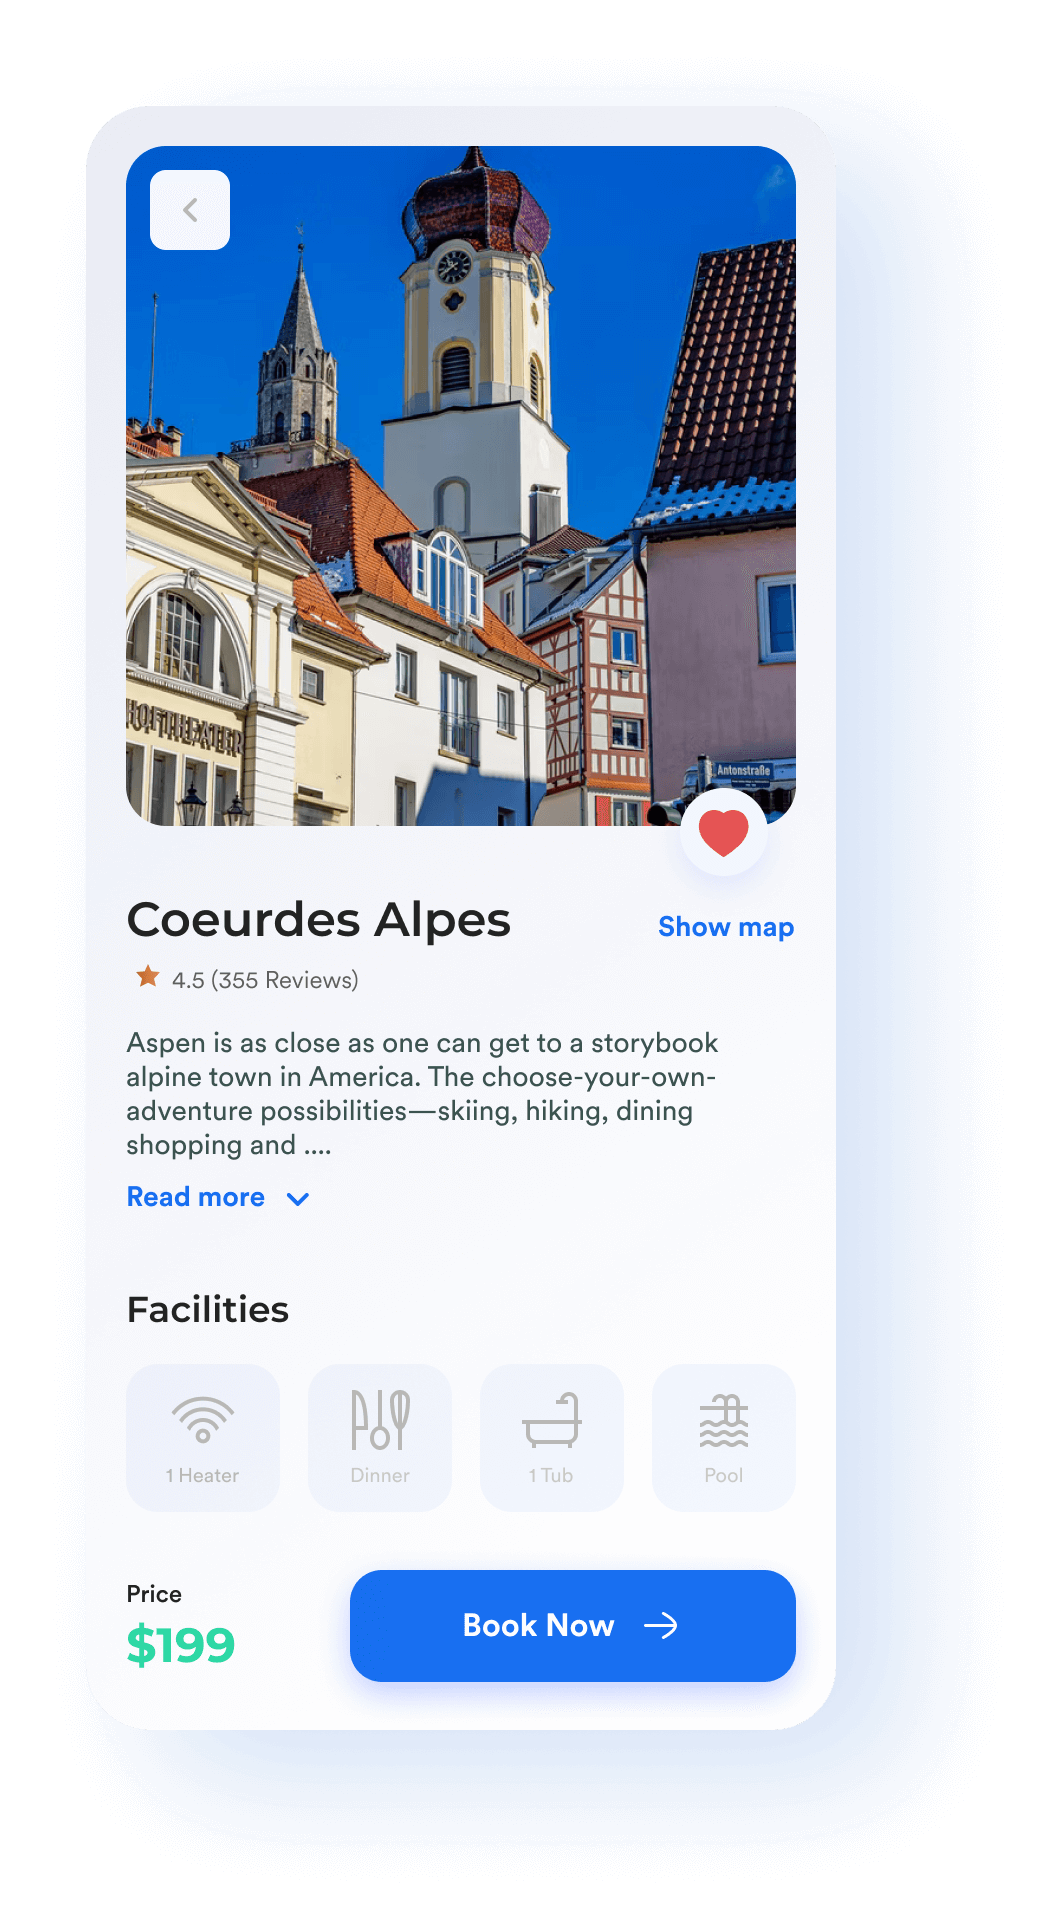 HOFTHEATER
Antonstraße
Coeurdes Alpes
Show map
4.5 (355 Reviews)
Aspen is as close as one can get to a storybook
alpine town in America. The choose-your-own-
adventure possibilities—skiing, hiking, dining
shopping and ....
Read more
Facilities
1 Heater
Dinner
1 Tub
Pool
Price
$199
Book Now